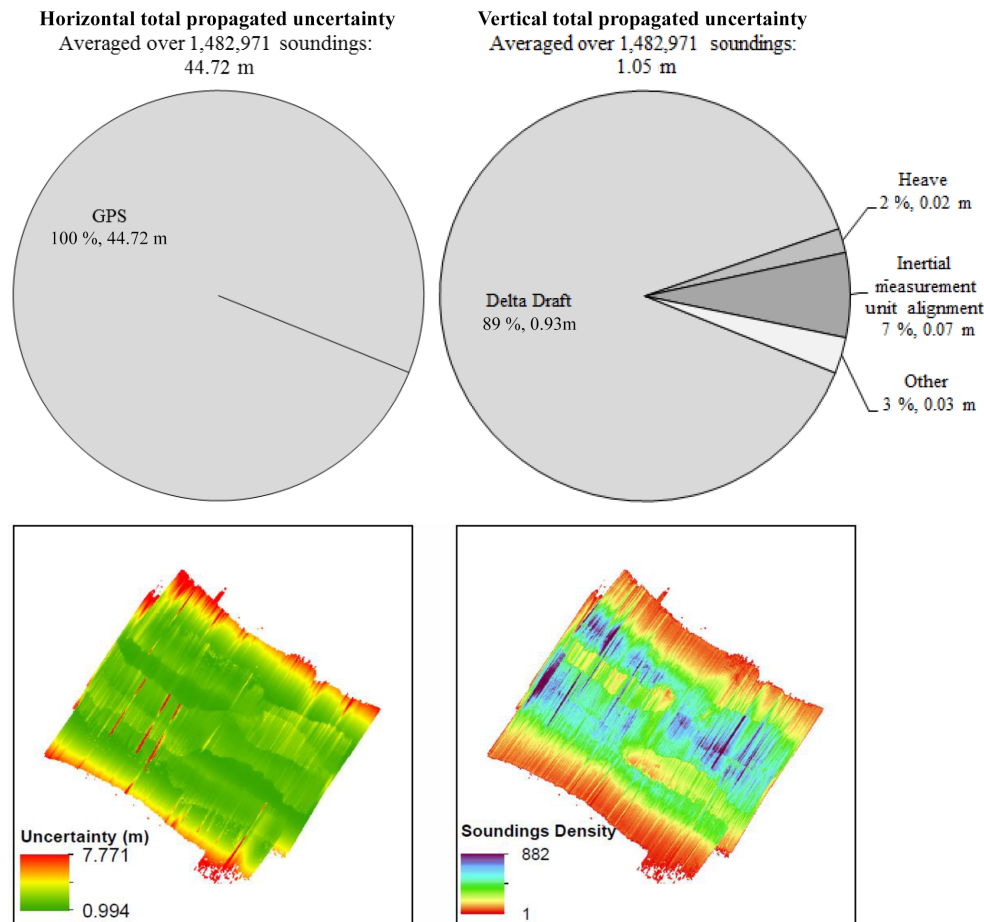 Horizontal total propagated uncertainty
Averaged over 1,482,971 soundings:
44.72 m
Vertical total propagated uncertainty
Averaged over 1,482,971 soundings:
1.05 m
GPS
100 %, 44.72 m
Delta Draft
89 %, 0.93m
Heave
2 %, 0.02 m
Inertial
measurement
unit alignment
7 %, 0.07 m
Other
3 %, 0.03 m
Uncertainty (m)
7.771
0.994
Soundings Density
882
1